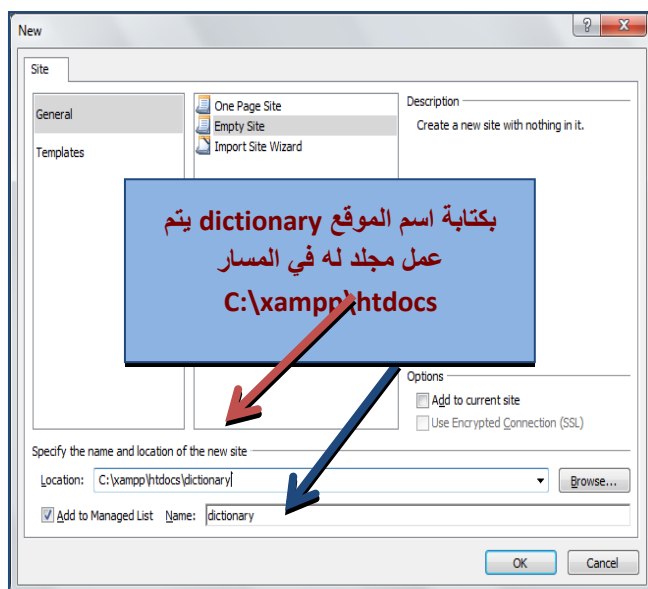 New
Site
General
Templates
One Page Site
Empty Site
Import Site Wizard
Description
Create a new site with nothing in it.
بكتابة اسم الموقع dictionary يتم
عمل مجلد له في المسار
C:\xampp\htdocs
Options
Add to current site
Use Encrypted Connection (SSL)
Specify the name and location of the new site
Location: C:\xampp\htdocs\dictionary Browse...
Add to Managed List Name: dictionary
OK Cancel